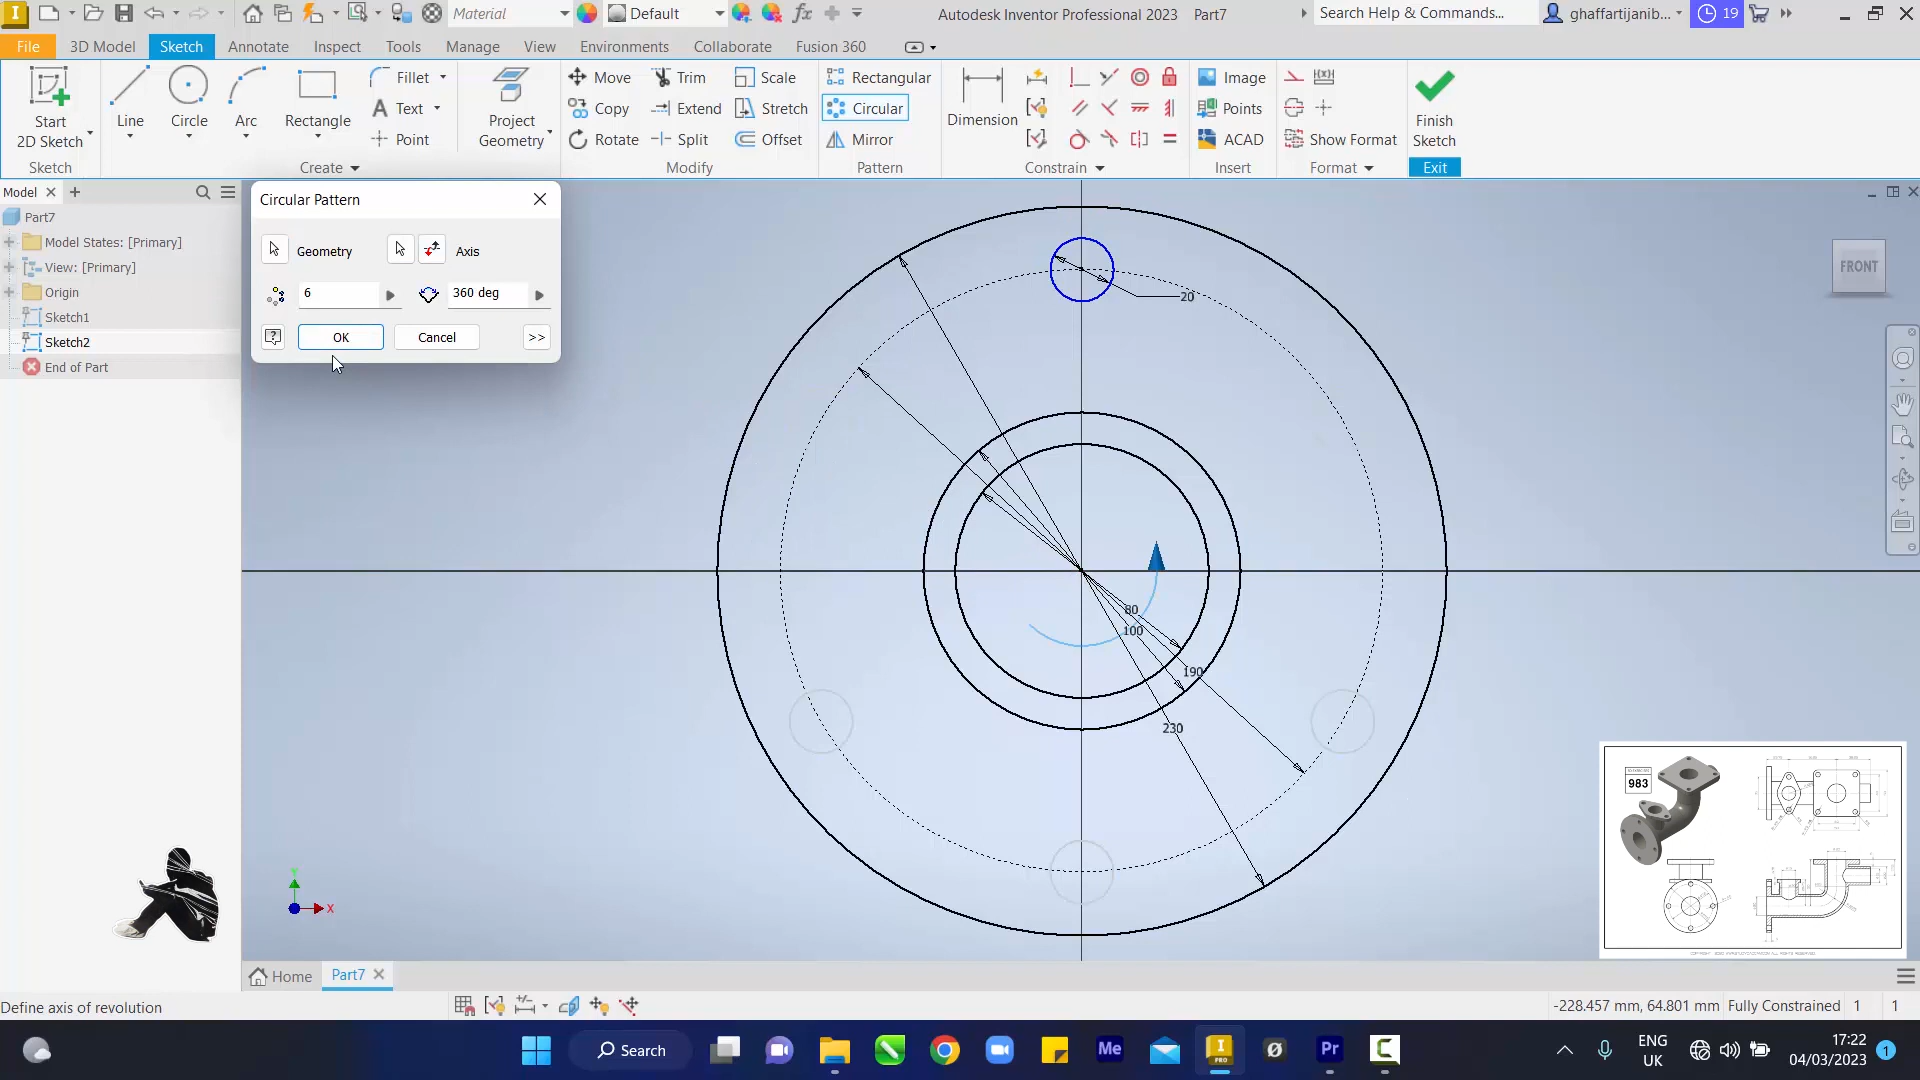 Material
Default
Autodesk Inventor Professional 2023 Part7
Search Help & Commands...
ghaffartijanib...
19
File 3D Model Sketch Annotate Inspect Tools Manage View Environments Collaborate Fusion 360
Start
2D Sketch
Line
Circle
Arc
Rectangle
Fillet
Text
Point
Project
Geometry
Move
Copy
Rotate
Trim
Extend
Split
Scale
Stretch
Offset
Rectangular
Circular
Mirror
Dimension
Image
Points
ACAD
Show Format
Finish
Sketch
Sketch Create Modify Pattern Constrain Insert Format Exit
Model
Part7
Model States: [Primary]
View: [Primary]
Origin
Sketch1
Sketch2
End of Part
Circular Pattern
Geometry Axis
6 360 deg
OK Cancel >>
20
80
100
190
230
FRONT
983
Y
X
Home Part7
Define axis of revolution
-228.457 mm, 64.801 mm Fully Constrained 1 1
Search
Me
I
PRO
Pr
ENG
UK
17:22
04/03/2023
1